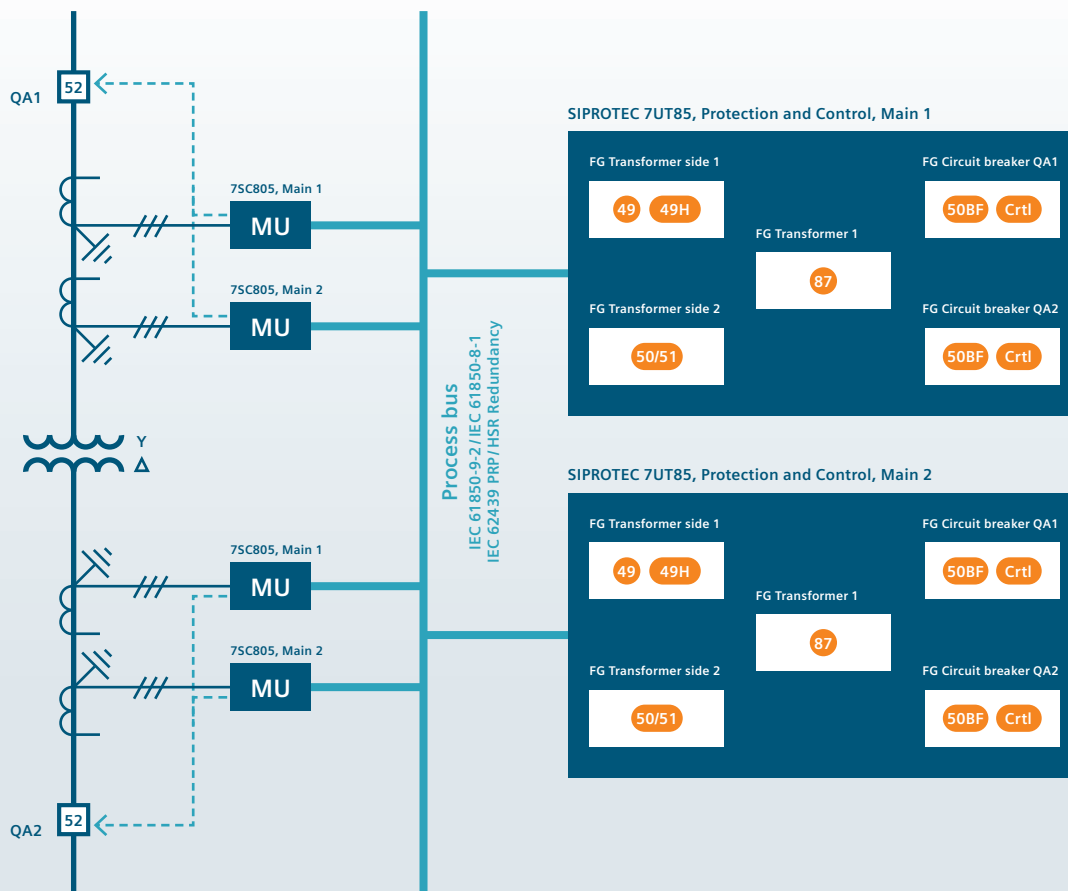 52
QA1
7SC805, Main 1
MU
7SC805, Main 2
MU
Y
Δ
7SC805, Main 1
MU
7SC805, Main 2
MU
52
QA2
Process bus
IEC 61850-9-2/IEC 61850-8-1
IEC 62439 PRP/HSR Redundancy
SIPROTEC 7UT85, Protection and Control, Main 1
FG Transformer side 1
49 49H
FG Circuit breaker QA1
50BF Crtl
FG Transformer 1
87
FG Transformer side 2
50/51
FG Circuit breaker QA2
50BF Crtl
SIPROTEC 7UT85, Protection and Control, Main 2
FG Transformer side 1
49 49H
FG Circuit breaker QA1
50BF Crtl
FG Transformer 1
87
FG Transformer side 2
50/51
FG Circuit breaker QA2
50BF Crtl